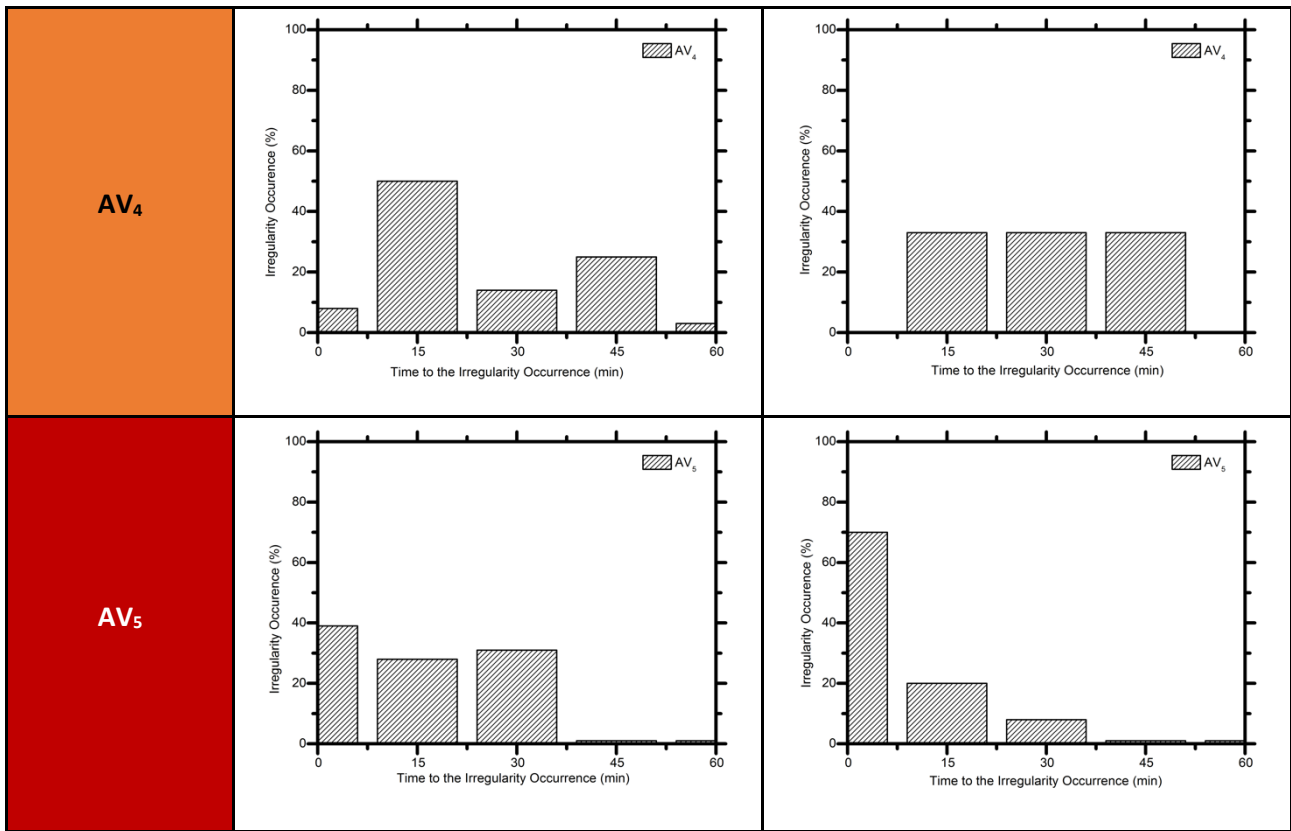 AV₄
100
80
60
40
20
0
Irregularity Occurence (%)
AV₄
0 15 30 45 60
Time to the Irregularity Occurrence (min)
100
80
60
40
20
0
Irregularity Occurence (%)
AV₄
0 15 30 45 60
Time to the Irregularity Occurrence (min)
AV₅
100
80
60
40
20
0
Irregularity Occurence (%)
AV₅
0 15 30 45 60
Time to the Irregularity Occurrence (min)
100
80
60
40
20
0
Irregularity Occurence (%)
AV₅
0 15 30 45 60
Time to the Irregularity Occurrence (min)